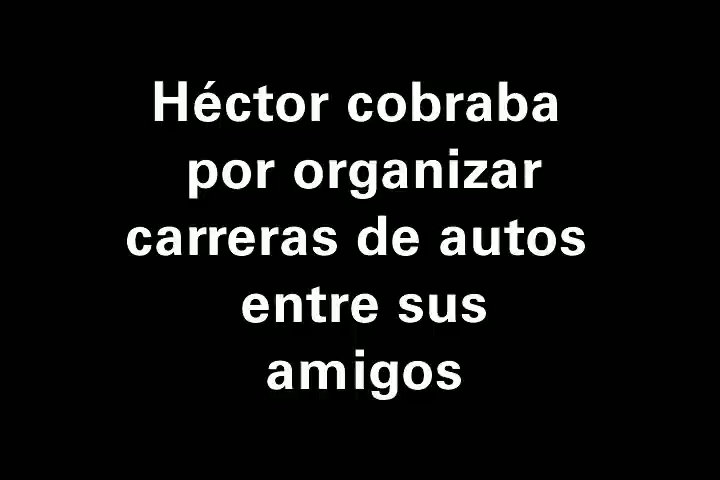 Héctor cobraba
por organizar
carreras de autos
entre sus
amigos